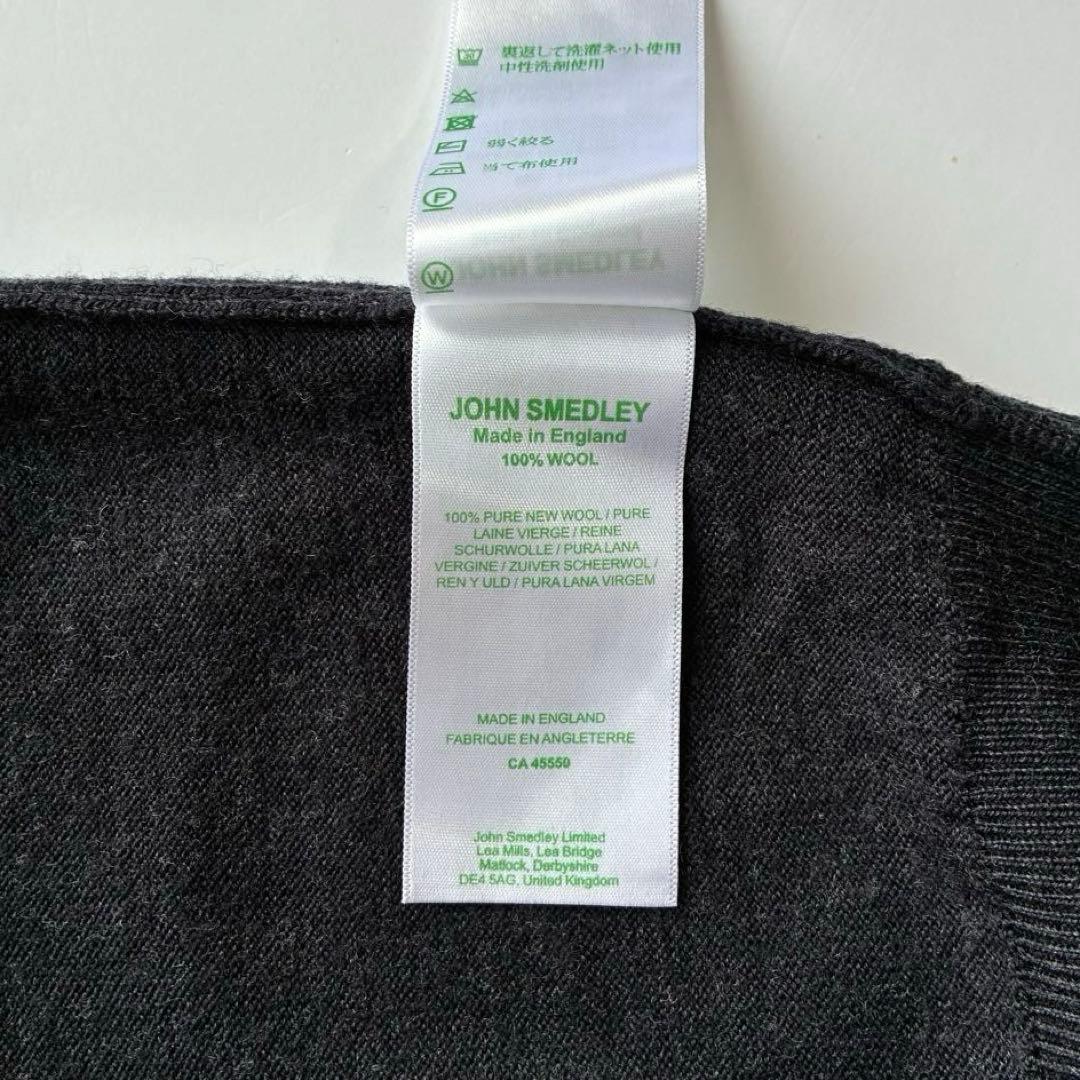 30 裏返して洗濯ネット使用
中性洗剤使用
弱く絞る
当て布使用
F
W
JOHN SMEDLEY
JOHN SMEDLEY
Made in England
100% WOOL
100% PURE NEW WOOL / PURE
LAINE VIERGE / REINE
SCHURWOLLE / PURA LANA
VERGINE / ZUIVER SCHEERWOL /
REN Y ULD / PURA LANA VIRGEM
MADE IN ENGLAND
FABRIQUE EN ANGLETERRE
CA 45550
John Smedley Limited
Lea Mills, Lea Bridge
Matlock, Derbyshire
DE4 5AG, United Kingdom